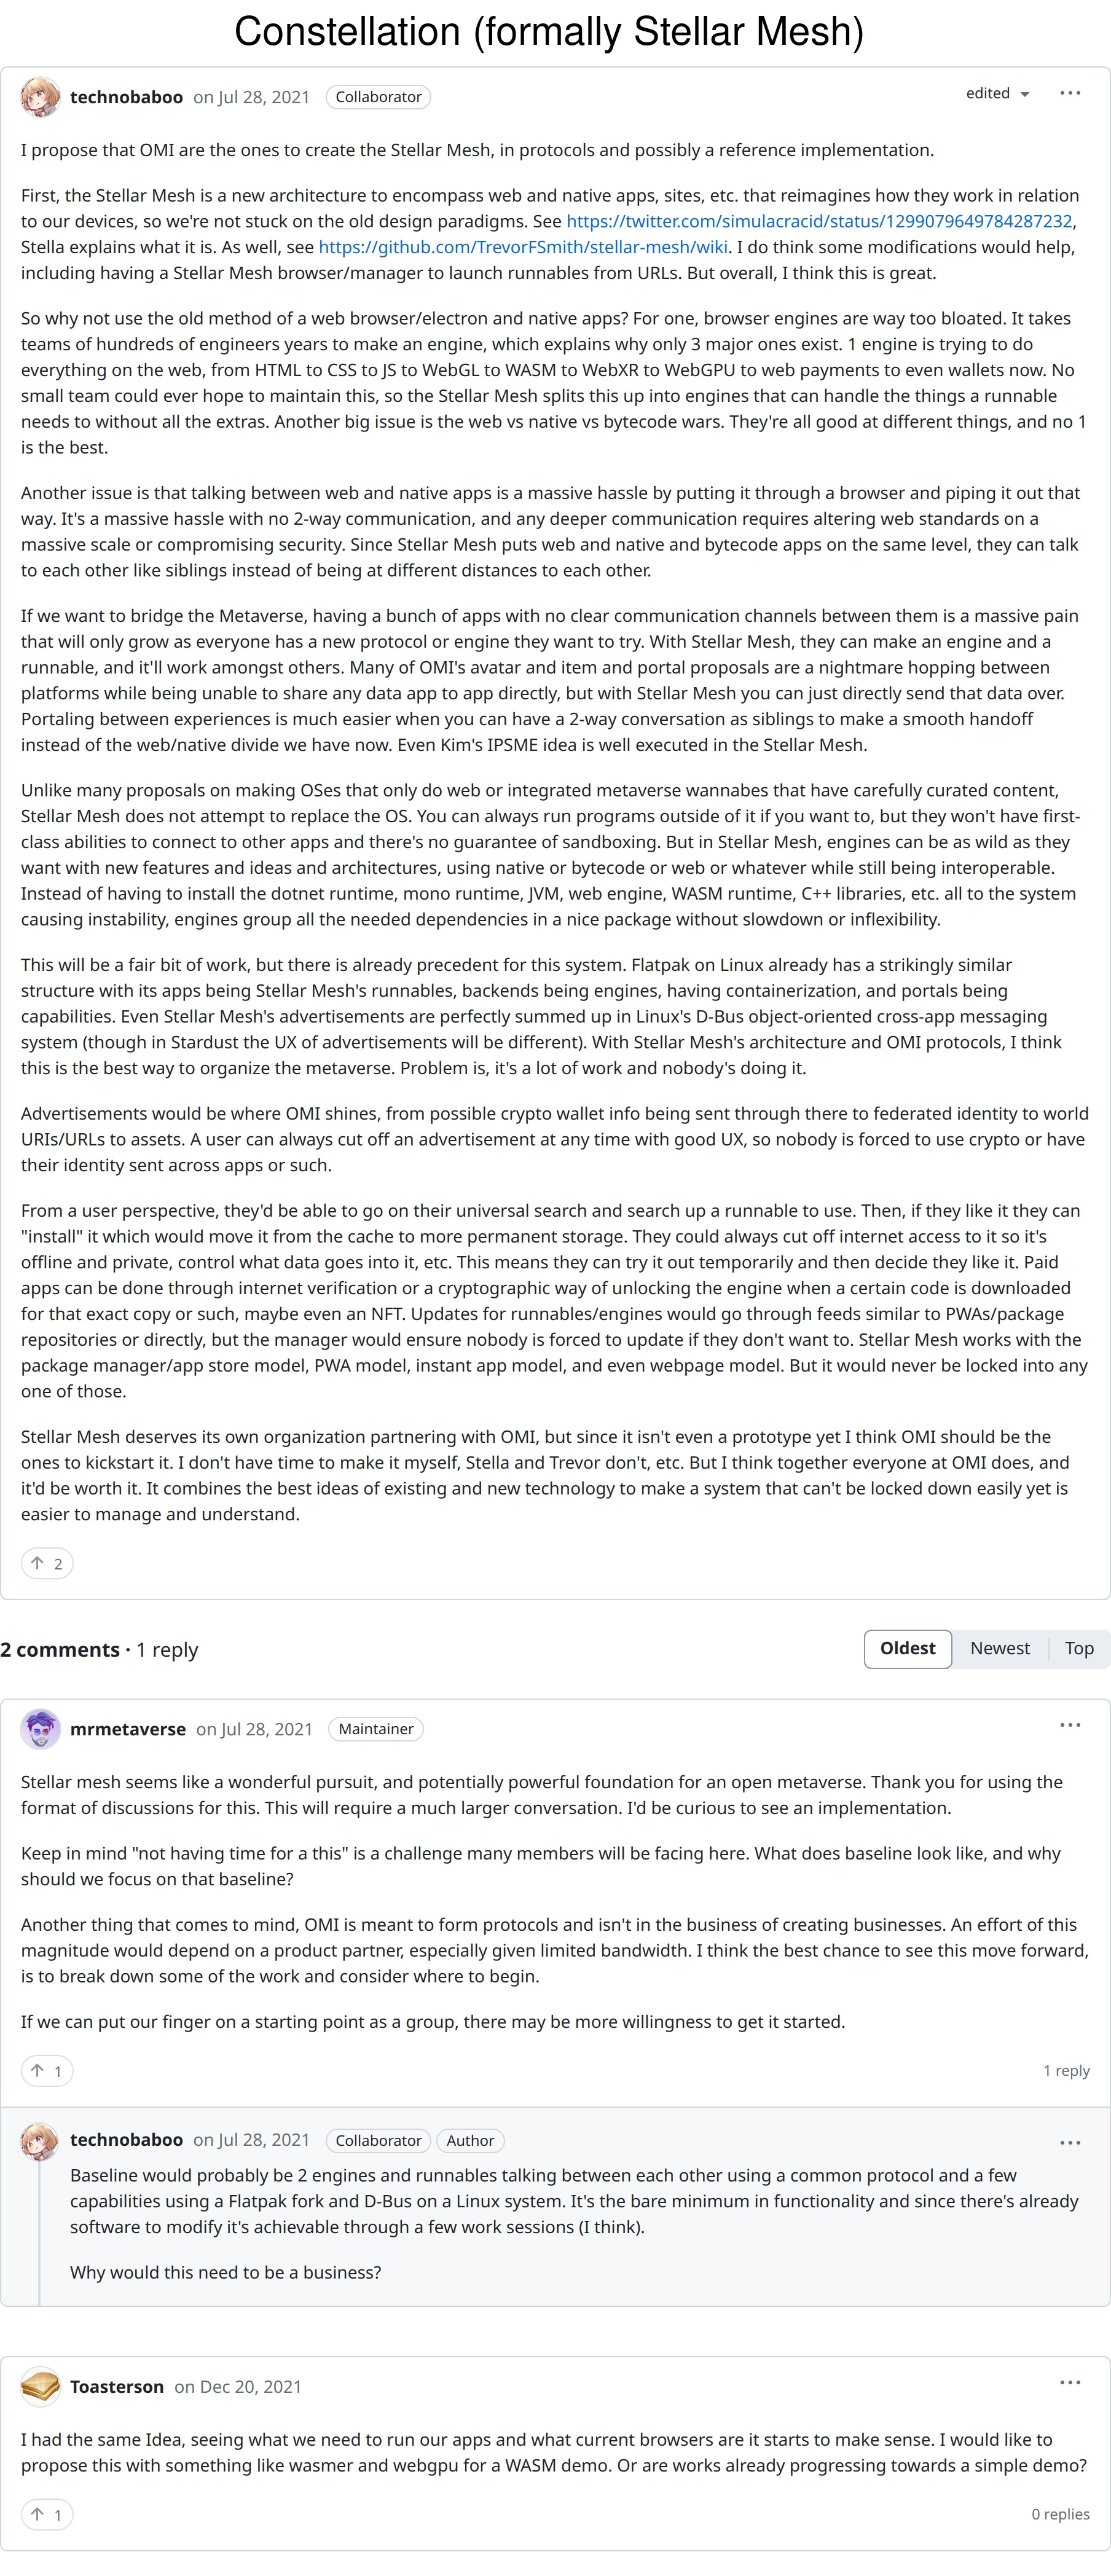 Constellation (formally Stellar Mesh)
technobaboo on Jul 28, 2021 Collaborator edited
I propose that OMI are the ones to create the Stellar Mesh, in protocols and possibly a reference implementation.
First, the Stellar Mesh is a new architecture to encompass web and native apps, sites, etc. that reimagines how they work in relation
to our devices, so we're not stuck on the old design paradigms. See https://twitter.com/simulacracid/status/1299079649784287232,
Stella explains what it is. As well, see https://github.com/TrevorFSmith/stellar-mesh/wiki. I do think some modifications would help,
including having a Stellar Mesh browser/manager to launch runnables from URLs. But overall, I think this is great.
So why not use the old method of a web browser/electron and native apps? For one, browser engines are way too bloated. It takes
teams of hundreds of engineers years to make an engine, which explains why only 3 major ones exist. 1 engine is trying to do
everything on the web, from HTML to CSS to JS to WebGL to WASM to WebXR to WebGPU to web payments to even wallets now. No
small team could ever hope to maintain this, so the Stellar Mesh splits this up into engines that can handle the things a runnable
needs to without all the extras. Another big issue is the web vs native vs bytecode wars. They're all good at different things, and no 1
is the best.
Another issue is that talking between web and native apps is a massive hassle by putting it through a browser and piping it out that
way. It's a massive hassle with no 2-way communication, and any deeper communication requires altering web standards on a
massive scale or compromising security. Since Stellar Mesh puts web and native and bytecode apps on the same level, they can talk
to each other like siblings instead of being at different distances to each other.
If we want to bridge the Metaverse, having a bunch of apps with no clear communication channels between them is a massive pain
that will only grow as everyone has a new protocol or engine they want to try. With Stellar Mesh, they can make an engine and a
runnable, and it'll work amongst others. Many of OMI's avatar and item and portal proposals are a nightmare hopping between
platforms while being unable to share any data app to app directly, but with Stellar Mesh you can just directly send that data over.
Portaling between experiences is much easier when you can have a 2-way conversation as siblings to make a smooth handoff
instead of the web/native divide we have now. Even Kim's IPSME idea is well executed in the Stellar Mesh.
Unlike many proposals on making OSes that only do web or integrated metaverse wannabes that have carefully curated content,
Stellar Mesh does not attempt to replace the OS. You can always run programs outside of it if you want to, but they won't have first-
class abilities to connect to other apps and there's no guarantee of sandboxing. But in Stellar Mesh, engines can be as wild as they
want with new features and ideas and architectures, using native or bytecode or web or whatever while still being interoperable.
Instead of having to install the dotnet runtime, mono runtime, JVM, web engine, WASM runtime, C++ libraries, etc. all to the system
causing instability, engines group all the needed dependencies in a nice package without slowdown or inflexibility.
This will be a fair bit of work, but there is already precedent for this system. Flatpak on Linux already has a strikingly similar
structure with its apps being Stellar Mesh's runnables, backends being engines, having containerization, and portals being
capabilities. Even Stellar Mesh's advertisements are perfectly summed up in Linux's D-Bus object-oriented cross-app messaging
system (though in Stardust the UX of advertisements will be different). With Stellar Mesh's architecture and OMI protocols, I think
this is the best way to organize the metaverse. Problem is, it's a lot of work and nobody's doing it.
Advertisements would be where OMI shines, from possible crypto wallet info being sent through there to federated identity to world
URIs/URLs to assets. A user can always cut off an advertisement at any time with good UX, so nobody is forced to use crypto or have
their identity sent across apps or such.
From a user perspective, they'd be able to go on their universal search and search up a runnable to use. Then, if they like it they can
"install" it which would move it from the cache to more permanent storage. They could always cut off internet access to it so it's
offline and private, control what data goes into it, etc. This means they can try it out temporarily and then decide they like it. Paid
apps can be done through internet verification or a cryptographic way of unlocking the engine when a certain code is downloaded
for that exact copy or such, maybe even an NFT. Updates for runnables/engines would go through feeds similar to PWAs/package
repositories or directly, but the manager would ensure nobody is forced to update if they don't want to. Stellar Mesh works with the
package manager/app store model, PWA model, instant app model, and even webpage model. But it would never be locked into any
one of those.
Stellar Mesh deserves its own organization partnering with OMI, but since it isn't even a prototype yet I think OMI should be the
ones to kickstart it. I don't have time to make it myself, Stella and Trevor don't, etc. But I think together everyone at OMI does, and
it'd be worth it. It combines the best ideas of existing and new technology to make a system that can't be locked down easily yet is
easier to manage and understand.
2
2 comments · 1 reply Oldest Newest Top
mrmetaverse on Jul 28, 2021 Maintainer
Stellar mesh seems like a wonderful pursuit, and potentially powerful foundation for an open metaverse. Thank you for using the
format of discussions for this. This will require a much larger conversation. I'd be curious to see an implementation.
Keep in mind "not having time for a this" is a challenge many members will be facing here. What does baseline look like, and why
should we focus on that baseline?
Another thing that comes to mind, OMI is meant to form protocols and isn't in the business of creating businesses. An effort of this
magnitude would depend on a product partner, especially given limited bandwidth. I think the best chance to see this move forward,
is to break down some of the work and consider where to begin.
If we can put our finger on a starting point as a group, there may be more willingness to get it started.
1 1 reply
technobaboo on Jul 28, 2021 Collaborator Author
Baseline would probably be 2 engines and runnables talking between each other using a common protocol and a few
capabilities using a Flatpak fork and D-Bus on a Linux system. It's the bare minimum in functionality and since there's already
software to modify it's achievable through a few work sessions (I think).
Why would this need to be a business?
Toasterson on Dec 20, 2021
I had the same Idea, seeing what we need to run our apps and what current browsers are it starts to make sense. I would like to
propose this with something like wasmer and webgpu for a WASM demo. Or are works already progressing towards a simple demo?
1 0 replies